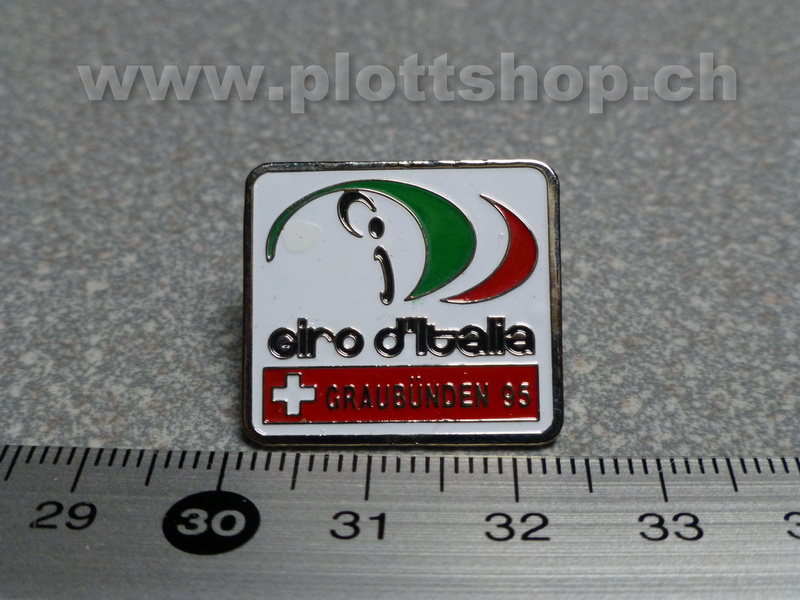 www.plottshop.ch
Giro d'Italia
GRAUBÜNDEN 95
29 30 31 32 33